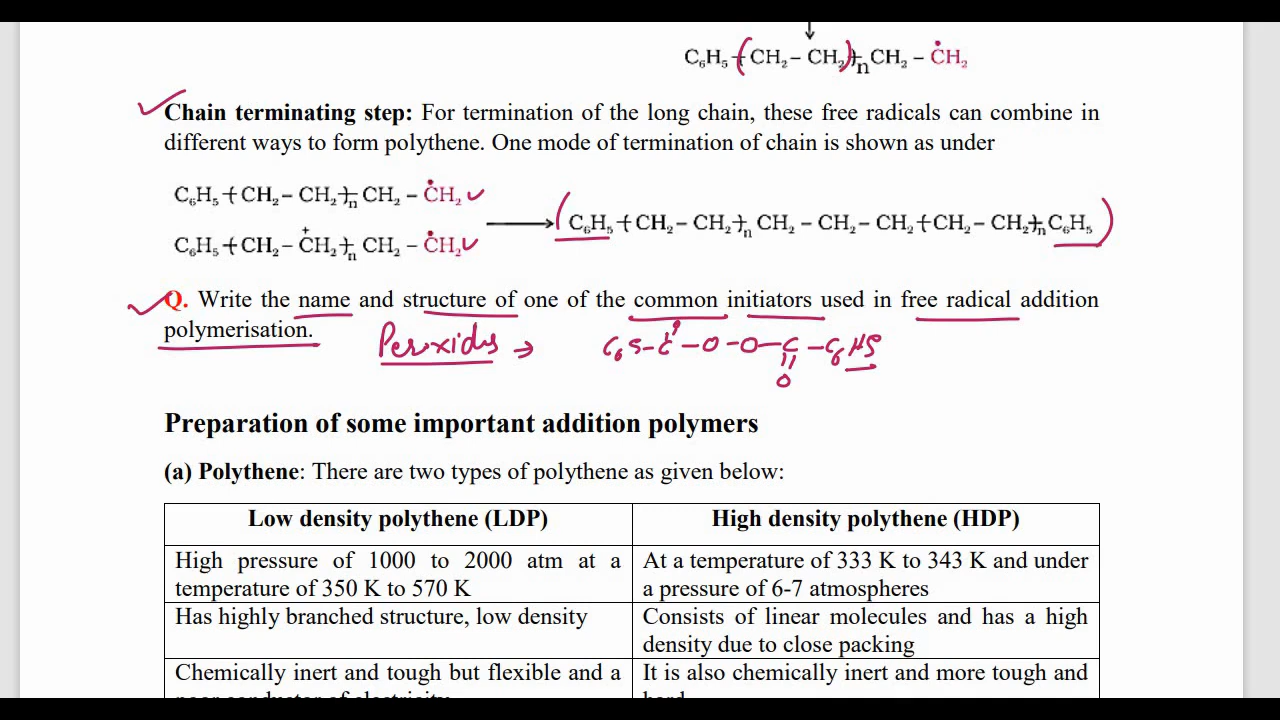 C₆H₅ ( CH₂ – CH₂ )ₙ CH₂ – ĊH₂
Chain terminating step: For termination of the long chain, these free radicals can combine in
different ways to form polythene. One mode of termination of chain is shown as under
C₆H₅ + CH₂ – CH₂ +ₙ CH₂ – ĊH₂
C₆H₅ + CH₂ – CH₂ +ₙ CH₂ – ĊH₂
C₆H₅ + CH₂ – CH₂ +ₙ CH₂ – CH₂ – CH₂ + CH₂ – CH₂ +ₙ C₆H₅
Q. Write the name and structure of one of the common initiators used in free radical addition
polymerisation.
Peroxides → C₆5–C–O–O–C–C₆H5
O
Preparation of some important addition polymers
(a) Polythene: There are two types of polythene as given below:
Low density polythene (LDP)
High density polythene (HDP)
High pressure of 1000 to 2000 atm at a
temperature of 350 K to 570 K
At a temperature of 333 K to 343 K and under
a pressure of 6-7 atmospheres
Has highly branched structure, low density
Consists of linear molecules and has a high
density due to close packing
Chemically inert and tough but flexible and a
It is also chemically inert and more tough and